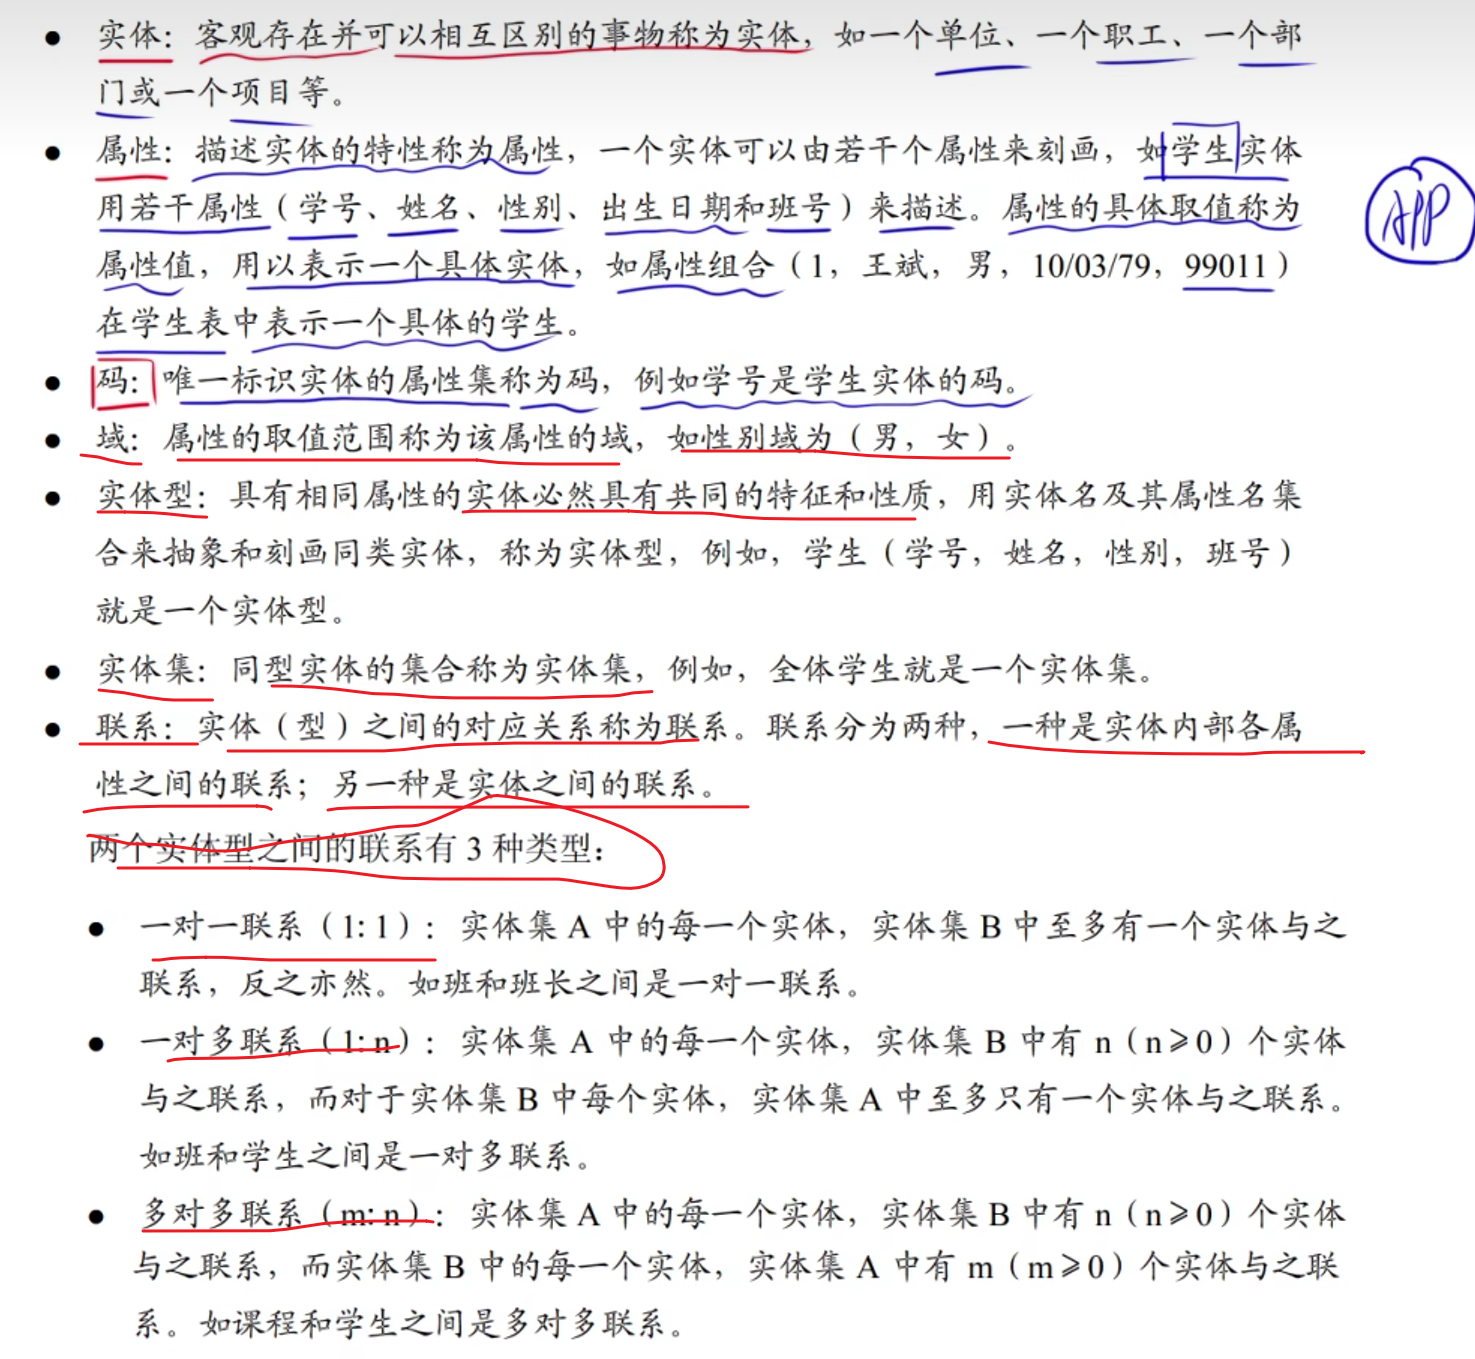 ● 实体：客观存在并可以相互区别的事物称为实体，如一个单位、一个职工、一个部
门或一个项目等。
● 属性：描述实体的特性称为属性，一个实体可以由若干个属性来刻画，如学生实体
用若干属性（学号、姓名、性别、出生日期和班号）来描述。属性的具体取值称为
APP
属性值，用以表示一个具体实体，如属性组合（1，王斌，男，10/03/79，99011）
在学生表中表示一个具体的学生。
● 码：唯一标识实体的属性集称为码，例如学号是学生实体的码。
● 域：属性的取值范围称为该属性的域，如性别域为（男，女）。
● 实体型：具有相同属性的实体必然具有共同的特征和性质，用实体名及其属性名集
合来抽象和刻画同类实体，称为实体型，例如，学生（学号，姓名，性别，班号）
就是一个实体型。
● 实体集：同型实体的集合称为实体集，例如，全体学生就是一个实体集。
● 联系：实体（型）之间的对应关系称为联系。联系分为两种，一种是实体内部各属
性之间的联系；另一种是实体之间的联系。
两个实体型之间的联系有 3 种类型：
● 一对一联系（1:1）：实体集 A 中的每一个实体，实体集 B 中至多有一个实体与之
联系，反之亦然。如班和班长之间是一对一联系。
● 一对多联系（1:n）：实体集 A 中的每一个实体，实体集 B 中有 n（n≥0）个实体
与之联系，而对于实体集 B 中每个实体，实体集 A 中至多只有一个实体与之联系。
如班和学生之间是一对多联系。
● 多对多联系（m:n）：实体集 A 中的每一个实体，实体集 B 中有 n（n≥0）个实体
与之联系，而实体集 B 中的每一个实体，实体集 A 中有 m（m≥0）个实体与之联
系。如课程和学生之间是多对多联系。